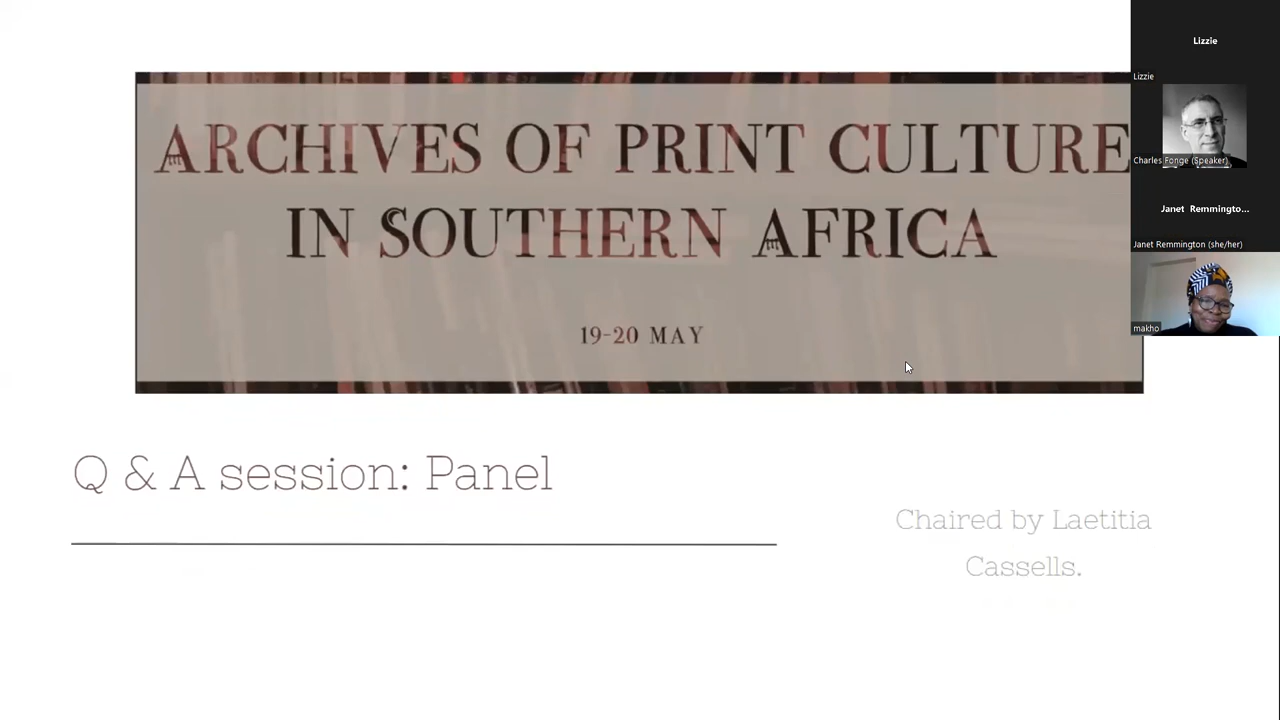 ARCHIVES OF PRINT CULTURE
IN SOUTHERN AFRICA
19-20 MAY
Q & A session: Panel
Chaired by Laetitia
Cassells.
Lizzie
Lizzie
Charles Fonge (Speaker)
Janet Remmingto...
Janet Remmington (she/her)
makho